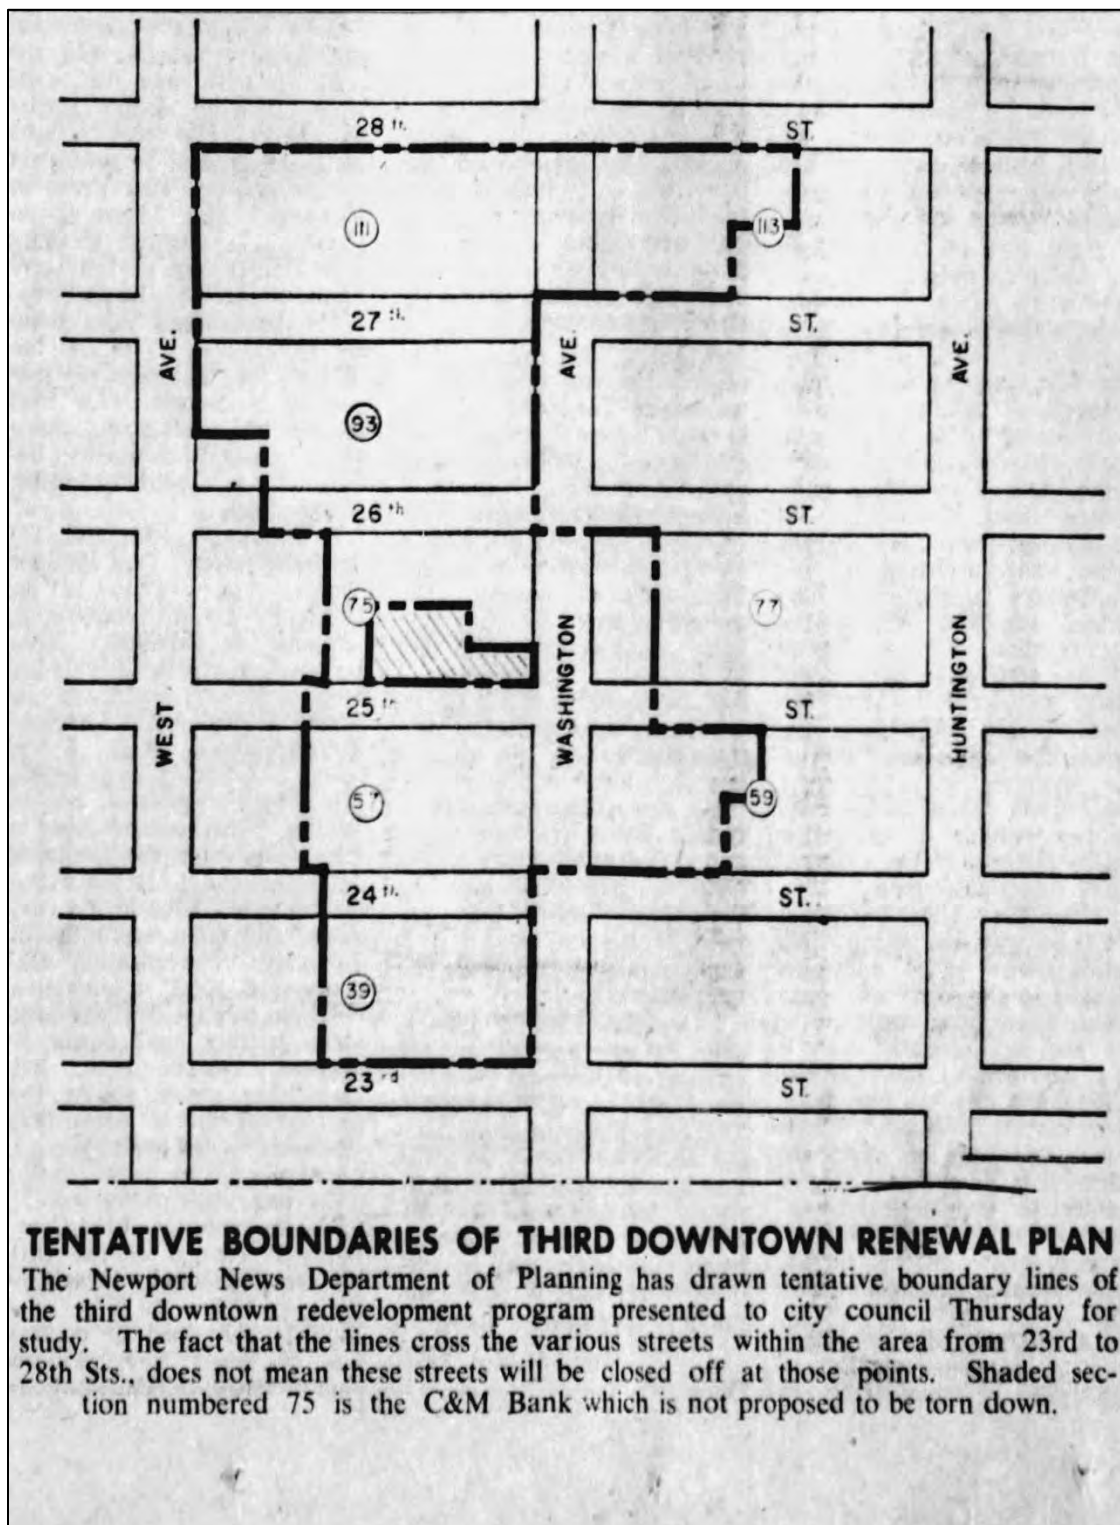 28th ST.
111
113
27th ST.
AVE.
AVE.
AVE.
93
26th ST.
75
77
WEST
WASHINGTON
HUNTINGTON
25th ST.
57
59
24th ST.
39
23rd ST.
TENTATIVE BOUNDARIES OF THIRD DOWNTOWN RENEWAL PLAN
The Newport News Department of Planning has drawn tentative boundary lines of
the third downtown redevelopment program presented to city council Thursday for
study. The fact that the lines cross the various streets within the area from 23rd to
28th Sts., does not mean these streets will be closed off at those points. Shaded sec-
tion numbered 75 is the C&M Bank which is not proposed to be torn down.